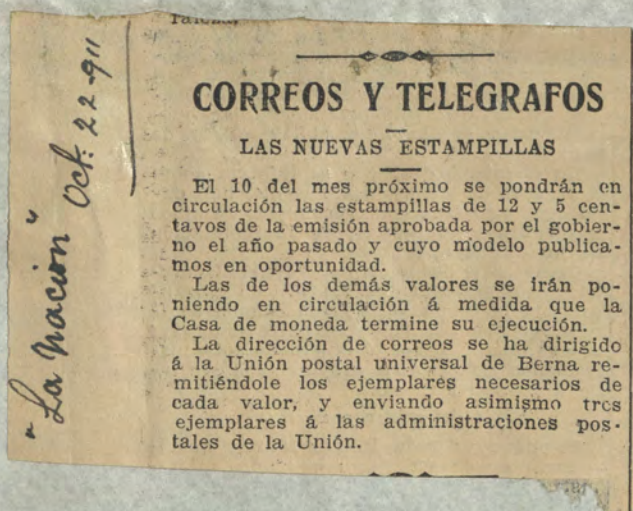 "La Nacion" Oct: 22-911
CORREOS Y TELEGRAFOS
LAS NUEVAS ESTAMPILLAS
El 10 del mes próximo se pondrán en
circulación las estampillas de 12 y 5 cen-
tavos de la emisión aprobada por el gobier-
no el año pasado y cuyo modelo publica-
mos en oportunidad.
Las de los demás valores se irán po-
niendo en circulación á medida que la
Casa de moneda termine su ejecución.
La dirección de correos se ha dirigido
á la Unión postal universal de Berna re-
mitiéndole los ejemplares necesarios de
cada valor, y enviando asimismo tres
ejemplares á las administraciones pos-
tales de la Unión.